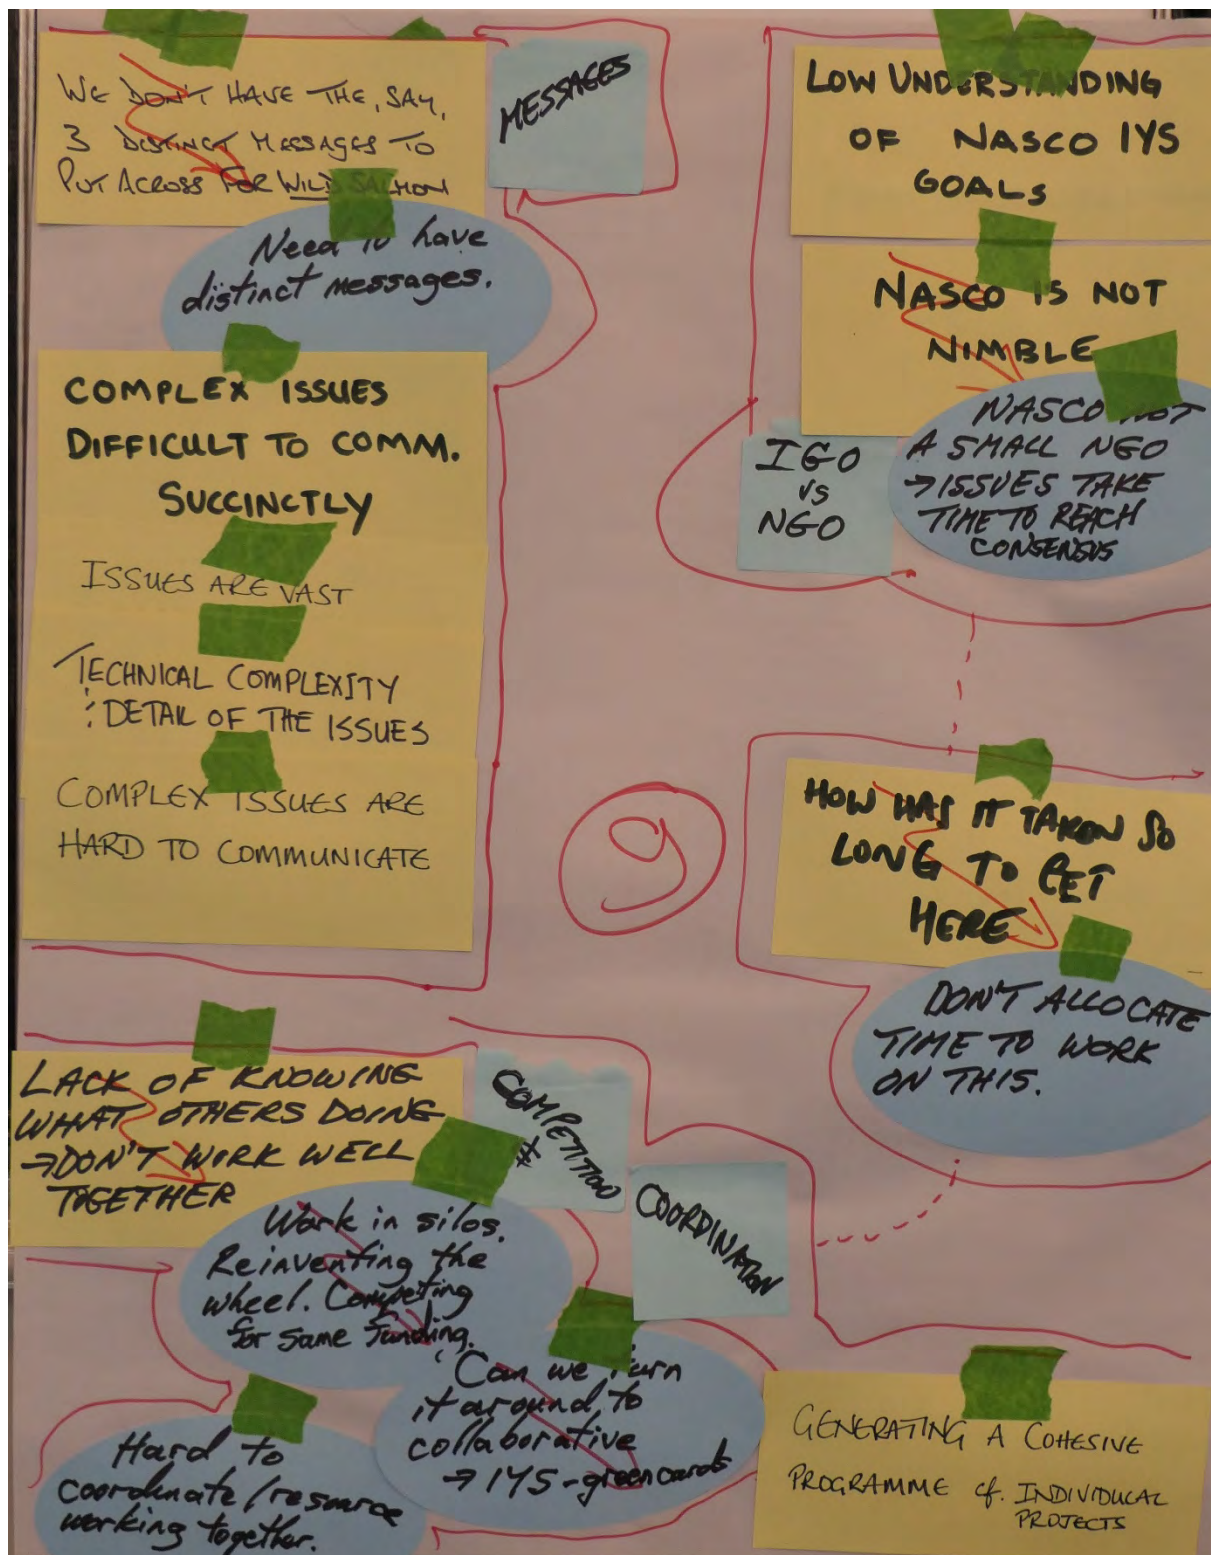 WE DON'T HAVE THE, SAY,
3 DISTINCT MESSAGES TO
PUT ACROSS FOR WILD SALMON
MESSAGES
Need to have
distinct messages.
COMPLEX ISSUES
DIFFICULT TO COMM.
SUCCINCTLY
ISSUES ARE VAST
TECHNICAL COMPLEXITY
: DETAIL OF THE ISSUES
COMPLEX ISSUES ARE
HARD TO COMMUNICATE
LOW UNDERSTANDING
OF NASCO IYS
GOALS
NASCO IS NOT
NIMBLE
IGO
vs
NGO
NASCO NOT
A SMALL NGO
→ ISSUES TAKE
TIME TO REACH
CONSENSUS
9
HOW HAS IT TAKEN SO
LONG TO GET
HERE
DON'T ALLOCATE
TIME TO WORK
ON THIS.
LACK OF KNOWING
WHAT OTHERS DOING
→ DON'T WORK WELL
TOGETHER
COMPETITION
COORDINATION
Work in silos.
Reinventing the
wheel. Competing
for same funding.
Can we turn
it around to
collaborative
→ IYS - green cards
Hard to
coordinate / resource
working together.
GENERATING A COHESIVE
PROGRAMME cf. INDIVIDUCAL
PROJECTS